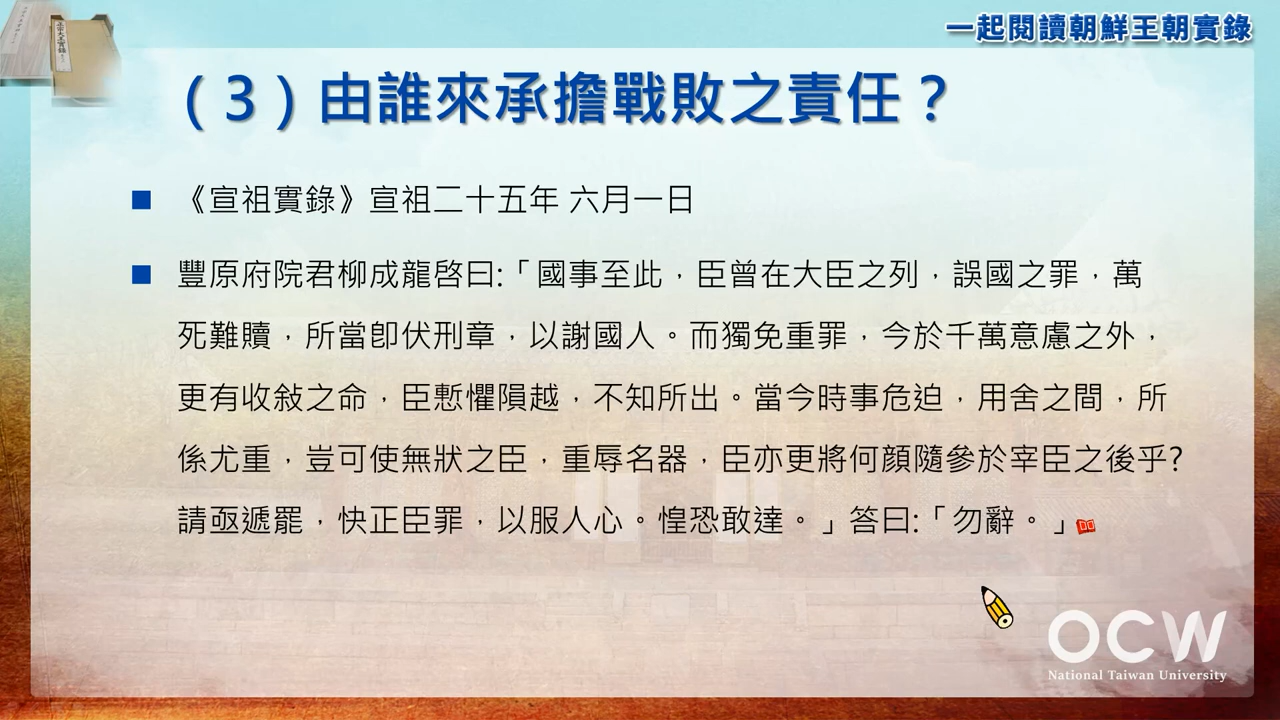 一起閱讀朝鮮王朝實錄
正宗大王實錄
（3）由誰來承擔戰敗之責任？
■ 《宣祖實錄》宣祖二十五年 六月一日
■ 豐原府院君柳成龍啓曰:「國事至此，臣曾在大臣之列，誤國之罪，萬
死難贖，所當卽伏刑章，以謝國人。而獨免重罪，今於千萬意慮之外，
更有收敍之命，臣慙懼隕越，不知所出。當今時事危迫，用舍之間，所
係尤重，豈可使無狀之臣，重辱名器，臣亦更將何顔隨參於宰臣之後乎?
請亟遞罷，快正臣罪，以服人心。惶恐敢達。」答曰:「勿辭。」
OCW
National Taiwan University